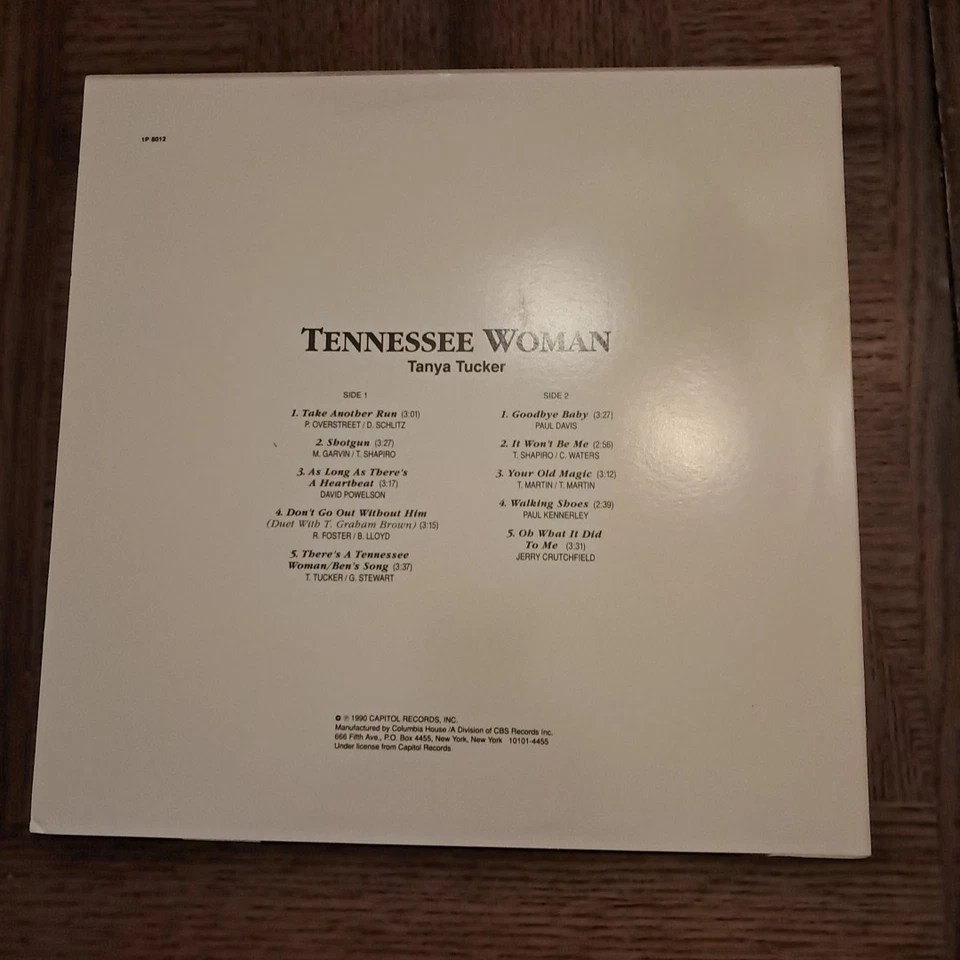 1P 8012
TENNESSEE WOMAN
Tanya Tucker
SIDE 1
1. Take Another Run (3:01)
P. OVERSTREET / D. SCHLITZ
2. Shotgun (3:27)
M. GARVIN / T. SHAPIRO
3. As Long As There's
A Heartbeat (3:17)
DAVID POWELSON
4. Don't Go Out Without Him
(Duet With T. Graham Brown) (3:15)
R. FOSTER / B. LLOYD
5. There's A Tennessee
Woman/Ben's Song (3:37)
T. TUCKER / G. STEWART
SIDE 2
1. Goodbye Baby (3:27)
PAUL DAVIS
2. It Won't Be Me (2:56)
T. SHAPIRO / C. WATERS
3. Your Old Magic (3:12)
T. MARTIN / T. MARTIN
4. Walking Shoes (2:39)
PAUL KENNERLEY
5. Oh What It Did
To Me (3:31)
JERRY CRUTCHFIELD
© ℗ 1990 CAPITOL RECORDS, INC.
Manufactured by Columbia House /A Division of CBS Records Inc.
666 Fifth Ave., P.O. Box 4455, New York, New York 10101-4455
Under license from Capitol Records.